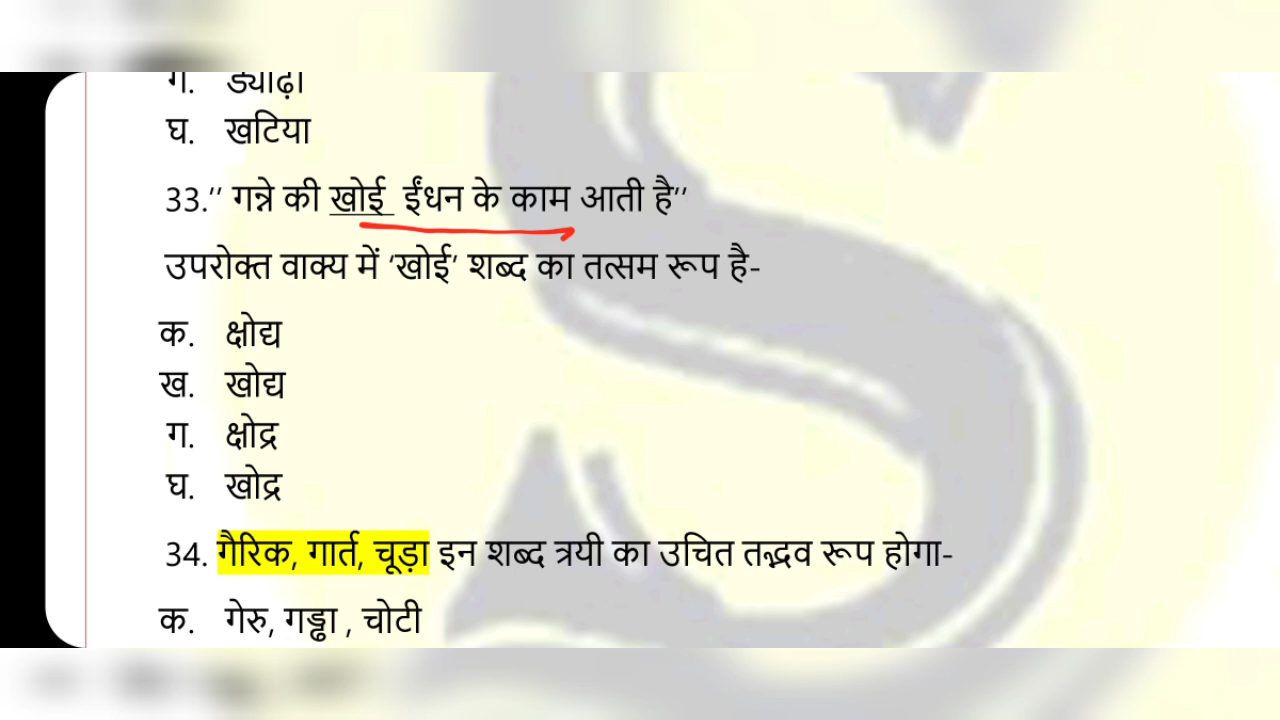 ग. ड्योढ़ी
घ. खटिया
33.’’ गन्ने की खोई ईंधन के काम आती है’’
उपरोक्त वाक्य में ‘खोई’ शब्द का तत्सम रूप है-
क. क्षोद्य
ख. खोद्य
ग. क्षोद्र
घ. खोद्र
34. गैरिक, गार्त, चूड़ा इन शब्द त्रयी का उचित तद्भव रूप होगा-
क. गेरु, गड्ढा , चोटी